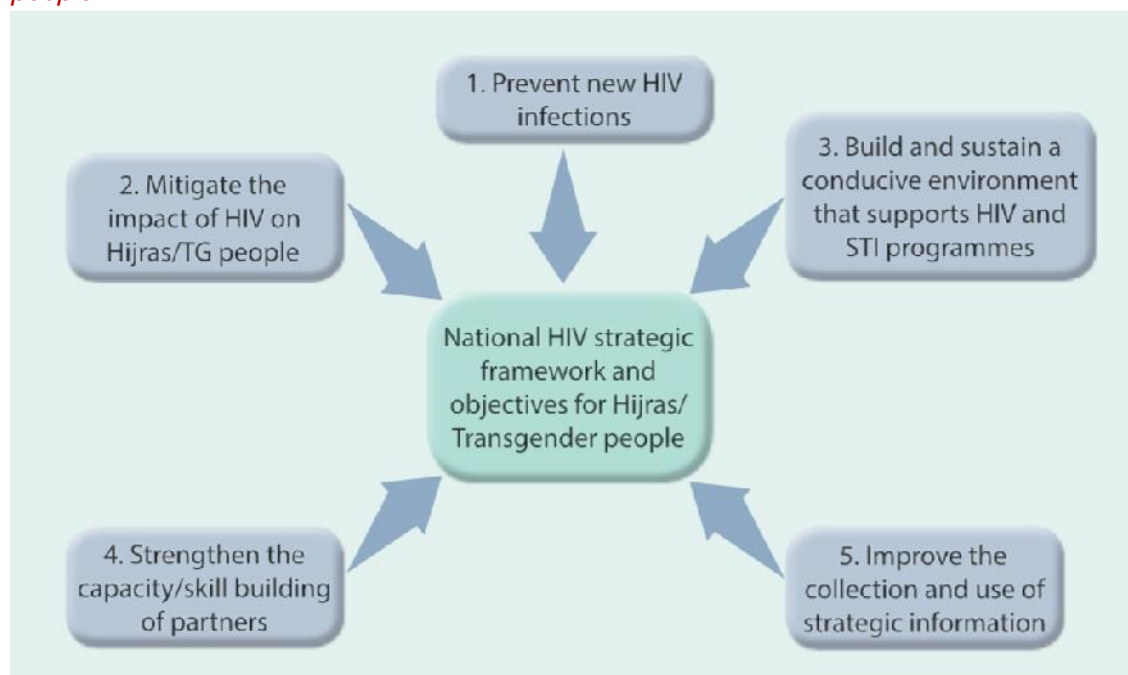 1. Prevent new HIV
infections
2. Mitigate the
impact of HIV on
Hijras/TG people
3. Build and sustain a
conducive environment
that supports HIV and
STI programmes
National HIV strategic
framework and
objectives for Hijras/
Transgender people
4. Strengthen the
capacity/skill building
of partners
5. Improve the
collection and use of
strategic information